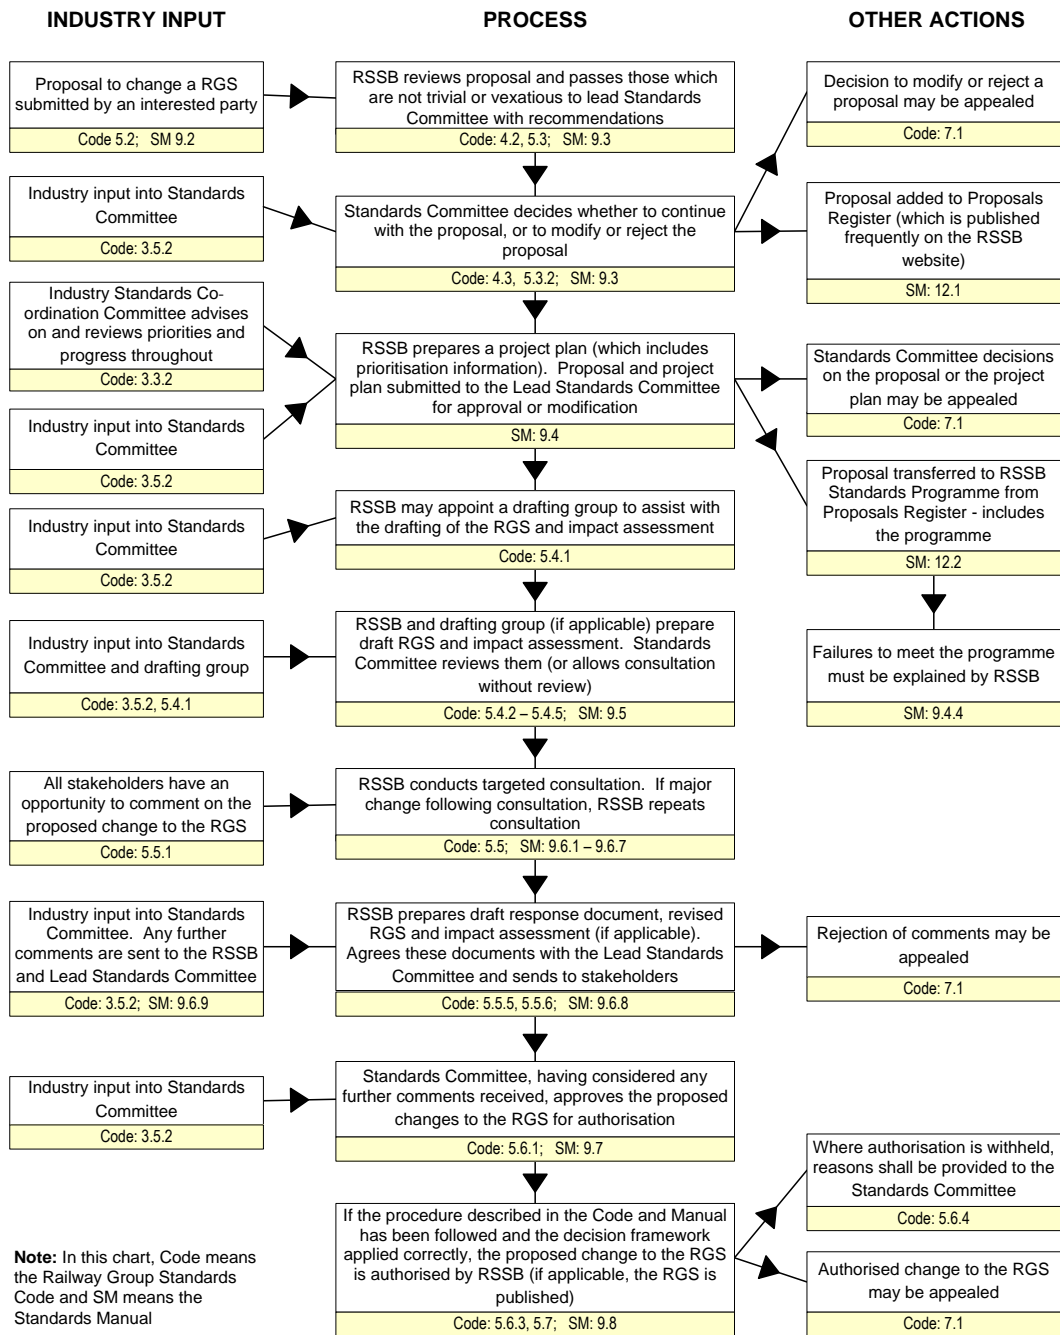 INDUSTRY INPUT
PROCESS
OTHER ACTIONS
Proposal to change a RGS
submitted by an interested party
Code 5.2; SM 9.2
RSSB reviews proposal and passes those which
are not trivial or vexatious to lead Standards
Committee with recommendations
Code: 4.2, 5.3; SM: 9.3
Decision to modify or reject a
proposal may be appealed
Code: 7.1
Industry input into Standards
Committee
Code: 3.5.2
Standards Committee decides whether to continue
with the proposal, or to modify or reject the
proposal
Code: 4.3, 5.3.2; SM: 9.3
Proposal added to Proposals
Register (which is published
frequently on the RSSB
website)
SM: 12.1
Industry Standards Co-
ordination Committee advises
on and reviews priorities and
progress throughout
Code: 3.3.2
Industry input into Standards
Committee
Code: 3.5.2
RSSB prepares a project plan (which includes
prioritisation information). Proposal and project
plan submitted to the Lead Standards Committee
for approval or modification
SM: 9.4
Standards Committee decisions
on the proposal or the project
plan may be appealed
Code: 7.1
Proposal transferred to RSSB
Standards Programme from
Proposals Register - includes
the programme
SM: 12.2
Industry input into Standards
Committee
Code: 3.5.2
RSSB may appoint a drafting group to assist with
the drafting of the RGS and impact assessment
Code: 5.4.1
Industry input into Standards
Committee and drafting group
Code: 3.5.2, 5.4.1
RSSB and drafting group (if applicable) prepare
draft RGS and impact assessment. Standards
Committee reviews them (or allows consultation
without review)
Code: 5.4.2 – 5.4.5; SM: 9.5
Failures to meet the programme
must be explained by RSSB
SM: 9.4.4
All stakeholders have an
opportunity to comment on the
proposed change to the RGS
Code: 5.5.1
RSSB conducts targeted consultation. If major
change following consultation, RSSB repeats
consultation
Code: 5.5; SM: 9.6.1 – 9.6.7
Industry input into Standards
Committee. Any further
comments are sent to the RSSB
and Lead Standards Committee
Code: 3.5.2; SM: 9.6.9
RSSB prepares draft response document, revised
RGS and impact assessment (if applicable).
Agrees these documents with the Lead Standards
Committee and sends to stakeholders
Code: 5.5.5, 5.5.6; SM: 9.6.8
Rejection of comments may be
appealed
Code: 7.1
Industry input into Standards
Committee
Code: 3.5.2
Standards Committee, having considered any
further comments received, approves the proposed
changes to the RGS for authorisation
Code: 5.6.1; SM: 9.7
Where authorisation is withheld,
reasons shall be provided to the
Standards Committee
Code: 5.6.4
If the procedure described in the Code and Manual
has been followed and the decision framework
applied correctly, the proposed change to the RGS
is authorised by RSSB (if applicable, the RGS is
published)
Code: 5.6.3, 5.7; SM: 9.8
Authorised change to the RGS
may be appealed
Code: 7.1
Note: In this chart, Code means
the Railway Group Standards
Code and SM means the
Standards Manual